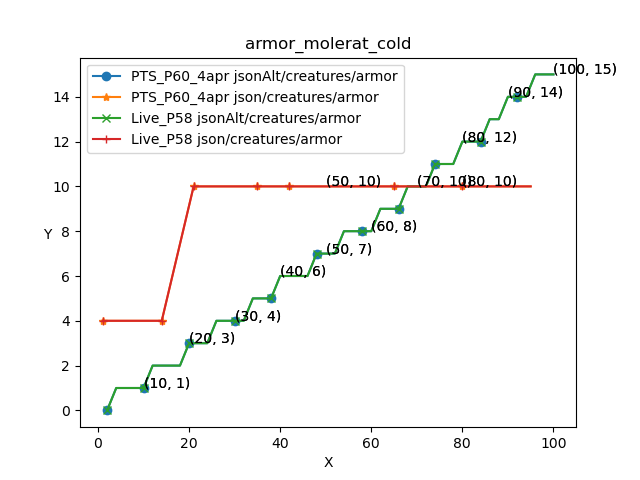 armor_molerat_cold
PTS_P60_4apr jsonAlt/creatures/armor
PTS_P60_4apr json/creatures/armor
Live_P58 jsonAlt/creatures/armor
Live_P58 json/creatures/armor
(100, 15)
(90, 14)
(80, 12)
(50, 10)
(70, 10)
(80, 10)
(60, 8)
(50, 7)
(40, 6)
(30, 4)
(20, 3)
(10, 1)
14
12
10
8
6
4
2
0
Y
0 20 40 60 80 100
X